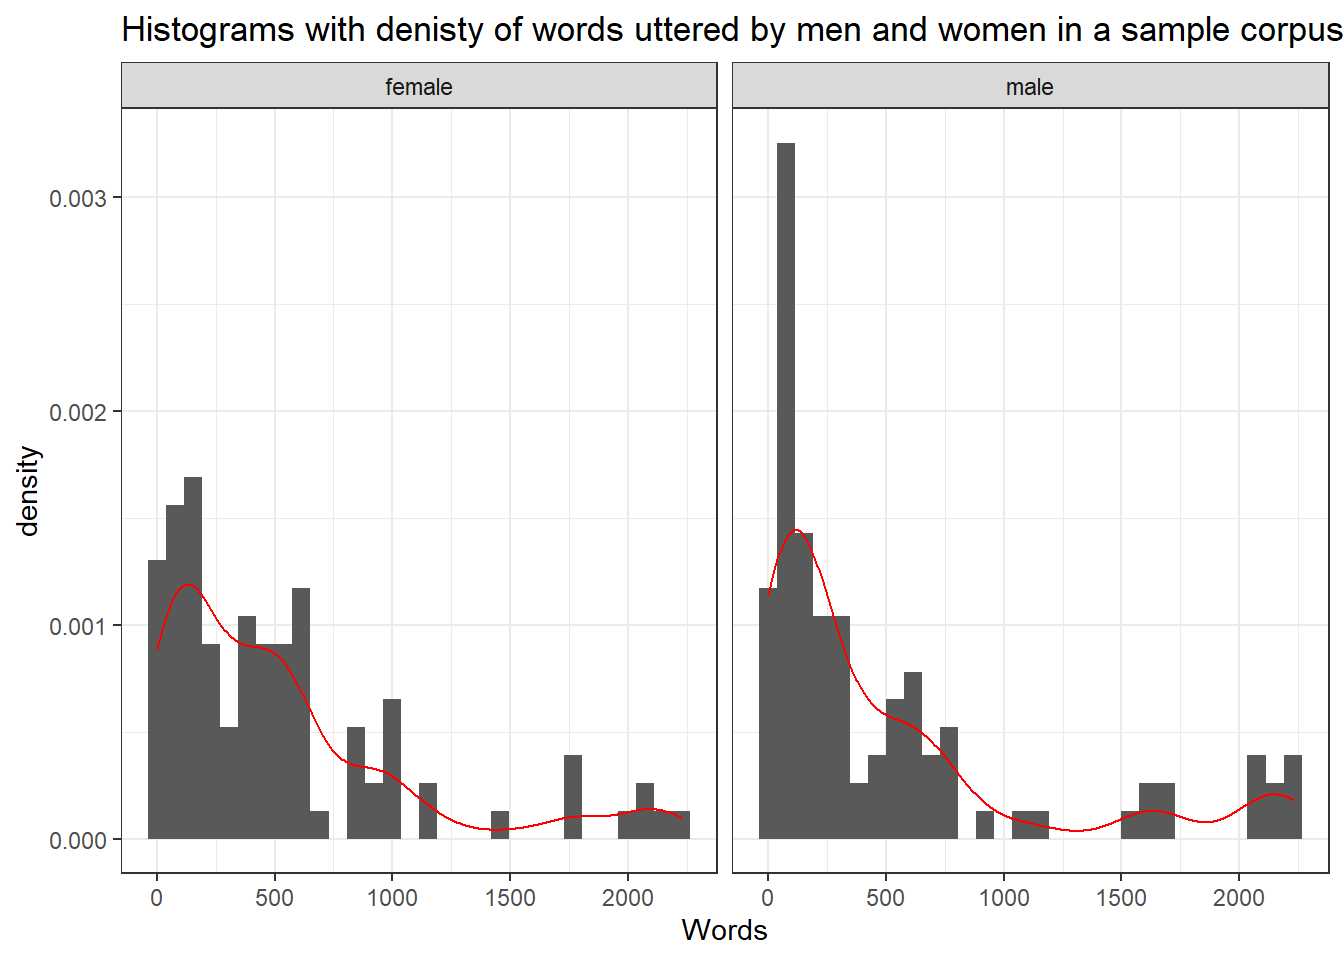 Histograms with denisty of words uttered by men and women in a sample corpus
female
male
0.003
0.002
0.001
0.000
density
0 500 1000 1500 2000
0 500 1000 1500 2000
Words